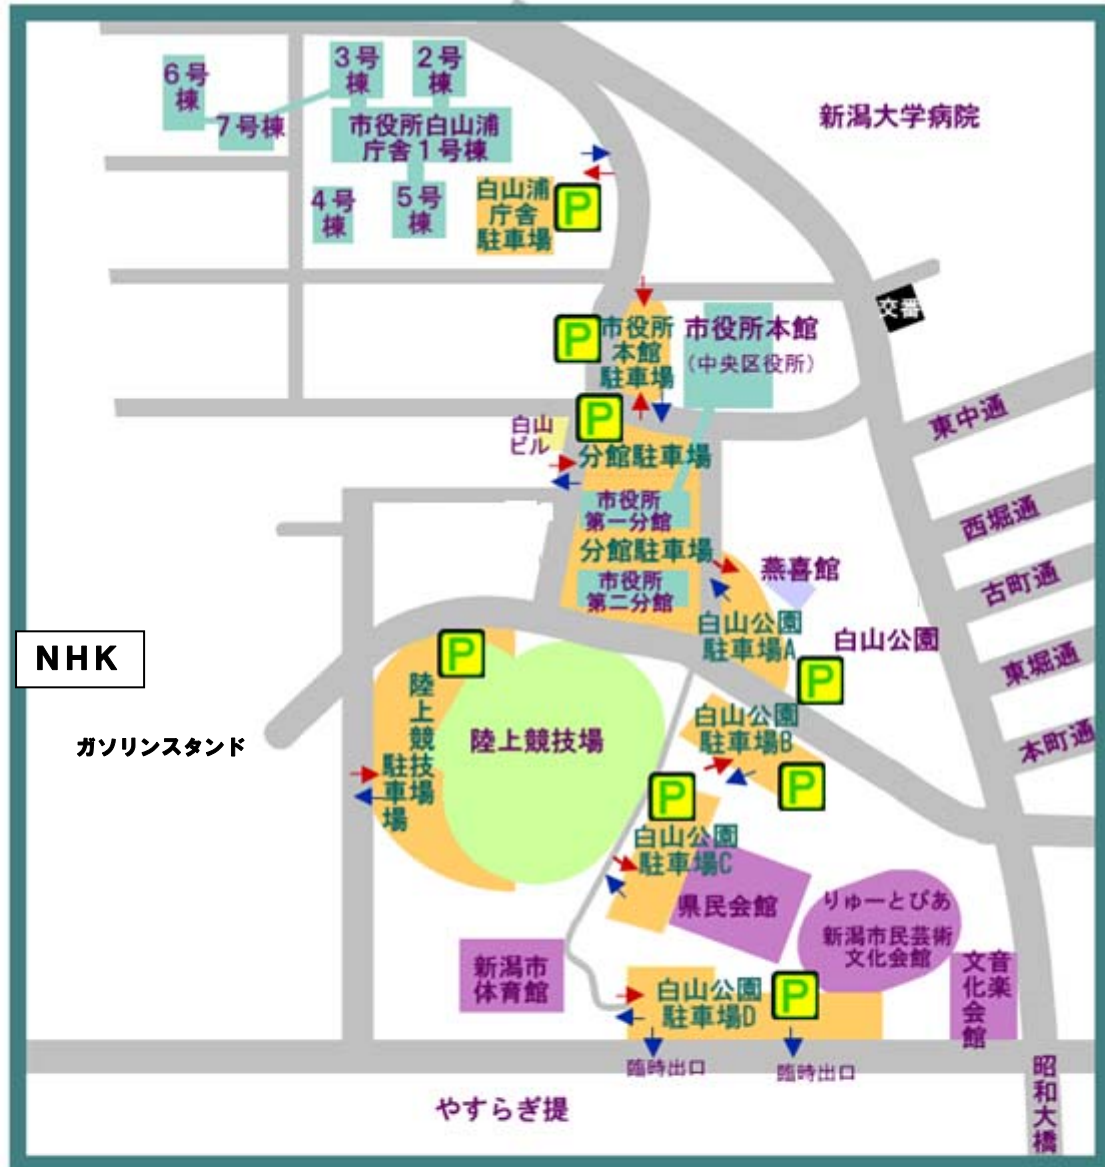 6号
棟
7号棟
3号
棟
2号
棟
市役所白山浦
庁舎1号棟
4号
棟
5号
棟
白山浦
庁舎
駐車場
P
新潟大学病院
交番
P
市役所
本館
駐車場
市役所本館
(中央区役所)
P
白山
ビル
分館駐車場
市役所
第一分館
分館駐車場
市役所
第二分館
燕喜館
白山公園
駐車場A
P
白山公園
東中通
西堀通
古町通
東堀通
本町通
NHK
ガソリンスタンド
P
陸上競技場
駐車場
陸上競技場
白山公園
駐車場B
P
P
白山公園
駐車場C
県民会館
りゅーとぴあ
新潟市民芸術
文化会館
音楽
文化会館
新潟市
体育館
白山公園
駐車場D
P
臨時出口
臨時出口
やすらぎ提
昭和大橋